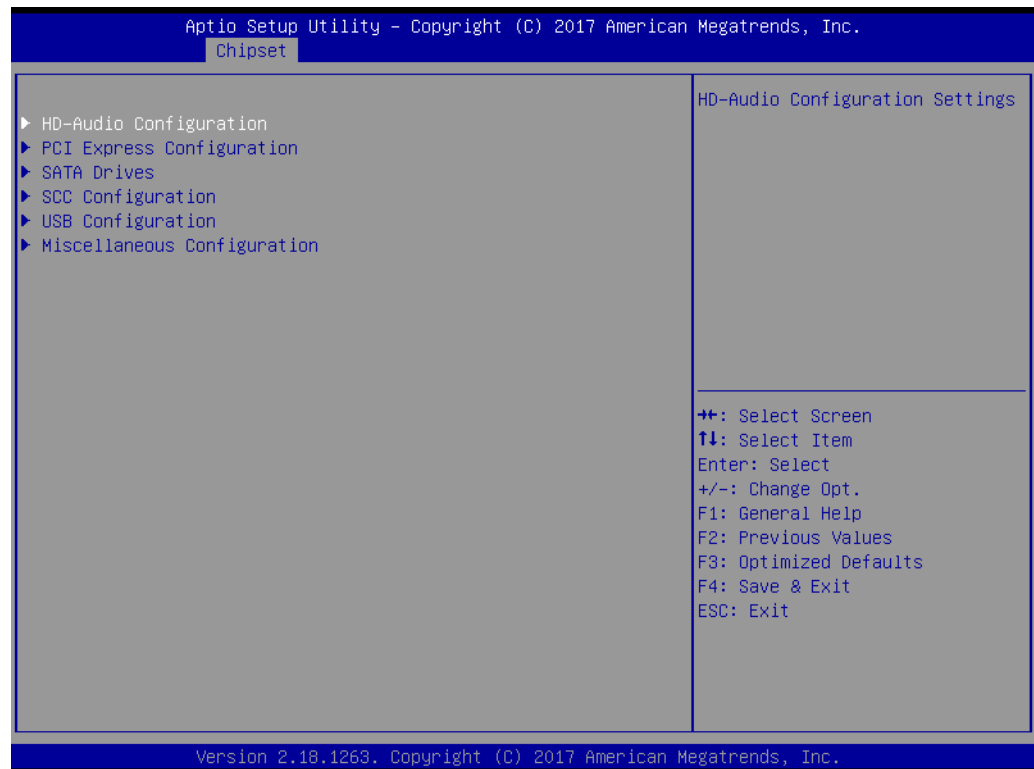 Aptio Setup Utility – Copyright (C) 2017 American Megatrends, Inc.
Chipset
HD-Audio Configuration
PCI Express Configuration
SATA Drives
SCC Configuration
USB Configuration
Miscellaneous Configuration
HD-Audio Configuration Settings
→←: Select Screen
↑↓: Select Item
Enter: Select
+/-: Change Opt.
F1: General Help
F2: Previous Values
F3: Optimized Defaults
F4: Save & Exit
ESC: Exit
Version 2.18.1263. Copyright (C) 2017 American Megatrends, Inc.